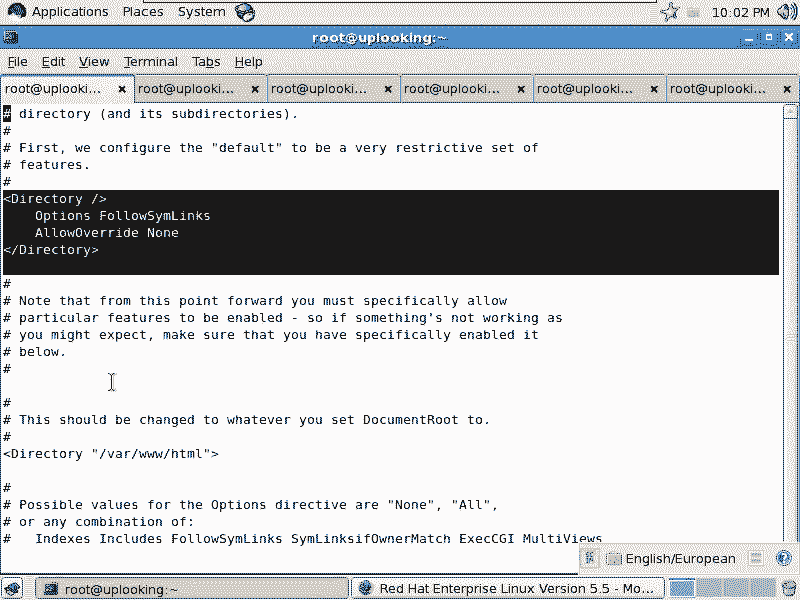 Applications Places System 10:02 PM
root@uplooking:~
File Edit View Terminal Tabs Help
root@uplooki... root@uplooki... root@uplooki... root@uplooki... root@uplooki... root@uplooki...
# directory (and its subdirectories).
#
# First, we configure the "default" to be a very restrictive set of
# features.
#
<Directory />
    Options FollowSymLinks
    AllowOverride None
</Directory>
#
# Note that from this point forward you must specifically allow
# particular features to be enabled - so if something's not working as
# you might expect, make sure that you have specifically enabled it
# below.
#
#
# This should be changed to whatever you set DocumentRoot to.
#
<Directory "/var/www/html">
#
# Possible values for the Options directive are "None", "All",
# or any combination of:
#   Indexes Includes FollowSymLinks SymLinksifOwnerMatch ExecCGI MultiViews
English/European
root@uplooking:~ Red Hat Enterprise Linux Version 5.5 - Mo...